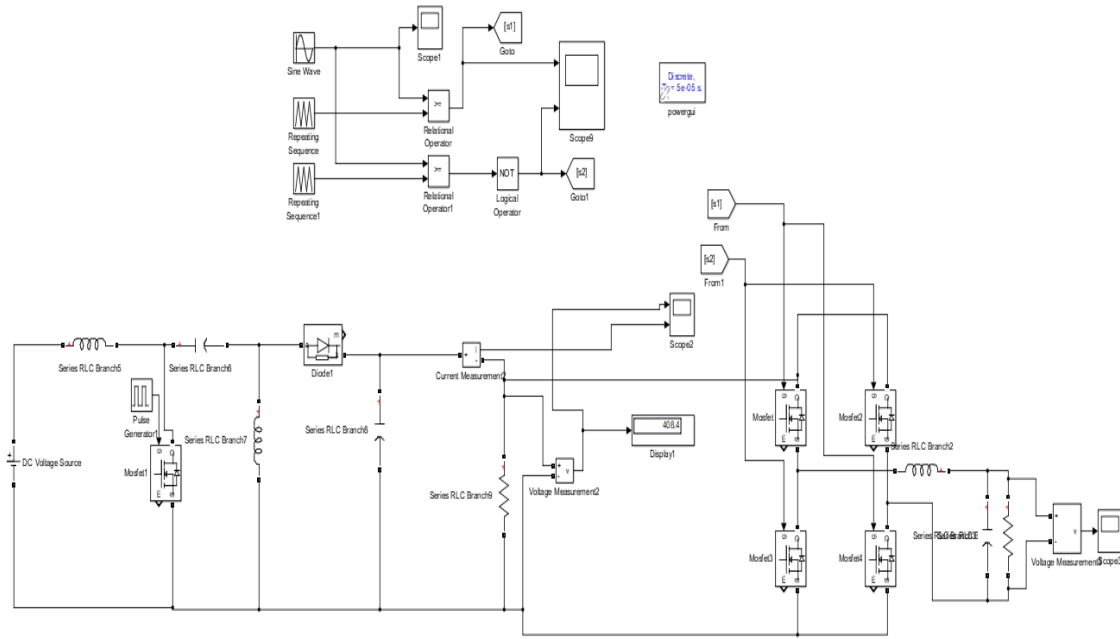 [s1]
Goto
Scope1
Sine Wave
>=
Relational
Operator
Repeating
Sequence
Scope9
Discrete,
= 5e-05 s.
powergui
>=
Relational
Operator1
NOT
Logical
Operator
[s2]
Goto1
Repeating
Sequence1
[s1]
From
[s2]
From1
Scope2
Series RLC Branch5
Series RLC Branch6
m
Diode1
Current Measurement2
Pulse
Generator1
Series RLC Branch7
Series RLC Branch8
408.4
Display1
Mosfet
Mosfet2
DC Voltage Source
Mosfet1
Series RLC Branch9
v
Voltage Measurement2
Series RLC Branch2
Mosfet3
Mosfet4
v
Voltage Measurement
Scope3